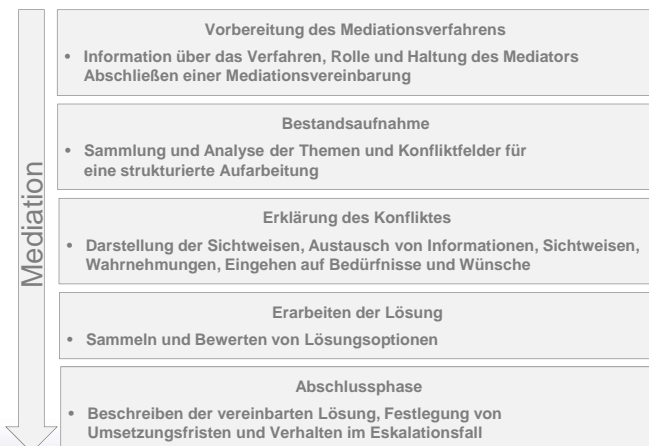 Mediation
Vorbereitung des Mediationsverfahrens
• Information über das Verfahren, Rolle und Haltung des Mediators
Abschließen einer Mediationsvereinbarung
Bestandsaufnahme
• Sammlung und Analyse der Themen und Konfliktfelder für
eine strukturierte Aufarbeitung
Erklärung des Konfliktes
• Darstellung der Sichtweisen, Austausch von Informationen, Sichtweisen,
Wahrnehmungen, Eingehen auf Bedürfnisse und Wünsche
Erarbeiten der Lösung
• Sammeln und Bewerten von Lösungsoptionen
Abschlussphase
• Beschreiben der vereinbarten Lösung, Festlegung von
Umsetzungsfristen und Verhalten im Eskalationsfall